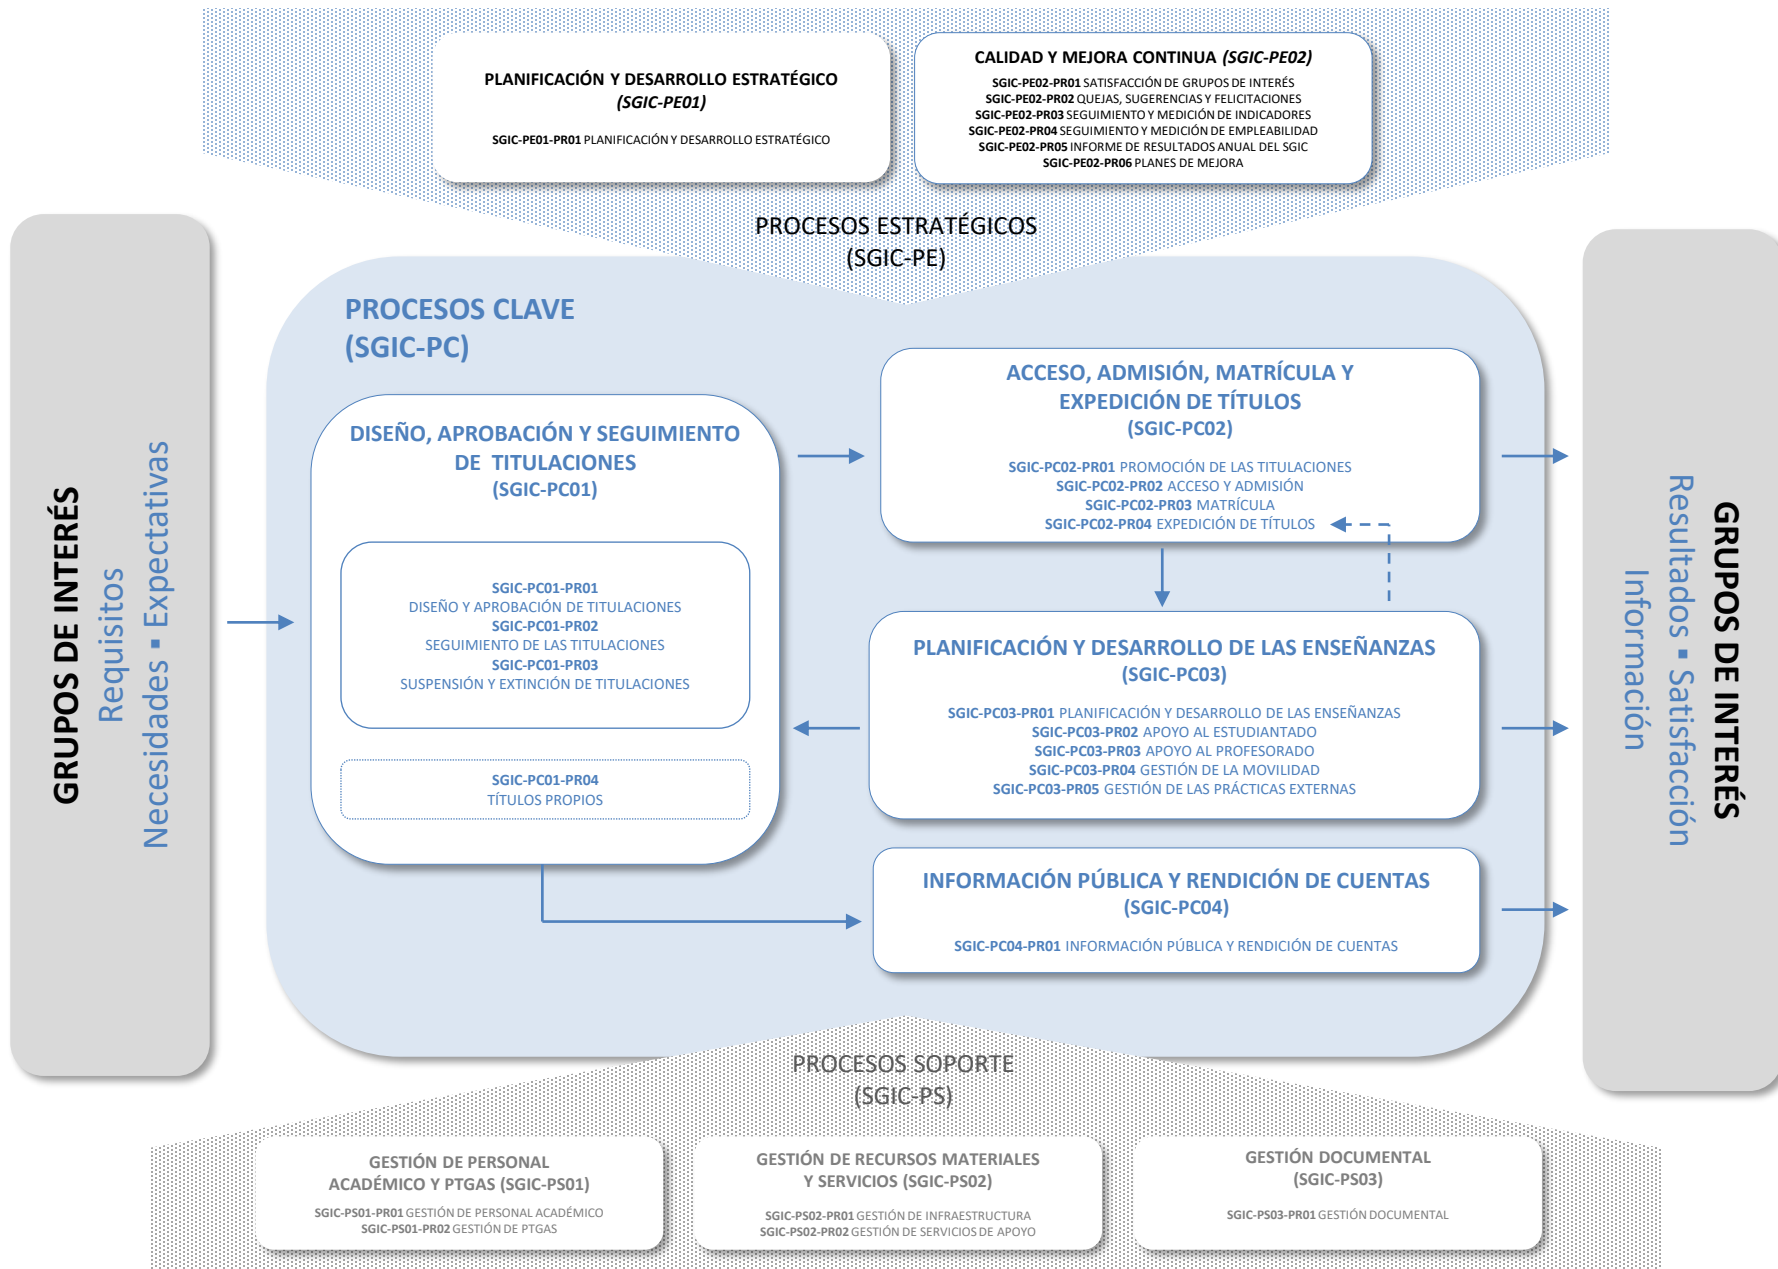 PLANIFICACIÓN Y DESARROLLO ESTRATÉGICO
(SGIC-PE01)
SGIC-PE01-PR01 PLANIFICACIÓN Y DESARROLLO ESTRATÉGICO
CALIDAD Y MEJORA CONTINUA (SGIC-PE02)
SGIC-PE02-PR01 SATISFACCIÓN DE GRUPOS DE INTERÉS
SGIC-PE02-PR02 QUEJAS, SUGERENCIAS Y FELICITACIONES
SGIC-PE02-PR03 SEGUIMIENTO Y MEDICIÓN DE INDICADORES
SGIC-PE02-PR04 SEGUIMIENTO Y MEDICIÓN DE EMPLEABILIDAD
SGIC-PE02-PR05 INFORME DE RESULTADOS ANUAL DEL SGIC
SGIC-PE02-PR06 PLANES DE MEJORA
PROCESOS ESTRATÉGICOS
(SGIC-PE)
GRUPOS DE INTERÉS
Requisitos
Necesidades ▪ Expectativas
PROCESOS CLAVE
(SGIC-PC)
DISEÑO, APROBACIÓN Y SEGUIMIENTO
DE TITULACIONES
(SGIC-PC01)
SGIC-PC01-PR01
DISEÑO Y APROBACIÓN DE TITULACIONES
SGIC-PC01-PR02
SEGUIMIENTO DE LAS TITULACIONES
SGIC-PC01-PR03
SUSPENSIÓN Y EXTINCIÓN DE TITULACIONES
SGIC-PC01-PR04
TÍTULOS PROPIOS
ACCESO, ADMISIÓN, MATRÍCULA Y
EXPEDICIÓN DE TÍTULOS
(SGIC-PC02)
SGIC-PC02-PR01 PROMOCIÓN DE LAS TITULACIONES
SGIC-PC02-PR02 ACCESO Y ADMISIÓN
SGIC-PC02-PR03 MATRÍCULA
SGIC-PC02-PR04 EXPEDICIÓN DE TÍTULOS
PLANIFICACIÓN Y DESARROLLO DE LAS ENSEÑANZAS
(SGIC-PC03)
SGIC-PC03-PR01 PLANIFICACIÓN Y DESARROLLO DE LAS ENSEÑANZAS
SGIC-PC03-PR02 APOYO AL ESTUDIANTADO
SGIC-PC03-PR03 APOYO AL PROFESORADO
SGIC-PC03-PR04 GESTIÓN DE LA MOVILIDAD
SGIC-PC03-PR05 GESTIÓN DE LAS PRÁCTICAS EXTERNAS
INFORMACIÓN PÚBLICA Y RENDICIÓN DE CUENTAS
(SGIC-PC04)
SGIC-PC04-PR01 INFORMACIÓN PÚBLICA Y RENDICIÓN DE CUENTAS
GRUPOS DE INTERÉS
Resultados ▪ Satisfacción
Información
PROCESOS SOPORTE
(SGIC-PS)
GESTIÓN DE PERSONAL
ACADÉMICO Y PTGAS (SGIC-PS01)
SGIC-PS01-PR01 GESTIÓN DE PERSONAL ACADÉMICO
SGIC-PS01-PR02 GESTIÓN DE PTGAS
GESTIÓN DE RECURSOS MATERIALES
Y SERVICIOS (SGIC-PS02)
SGIC-PS02-PR01 GESTIÓN DE INFRAESTRUCTURA
SGIC-PS02-PR02 GESTIÓN DE SERVICIOS DE APOYO
GESTIÓN DOCUMENTAL
(SGIC-PS03)
SGIC-PS03-PR01 GESTIÓN DOCUMENTAL